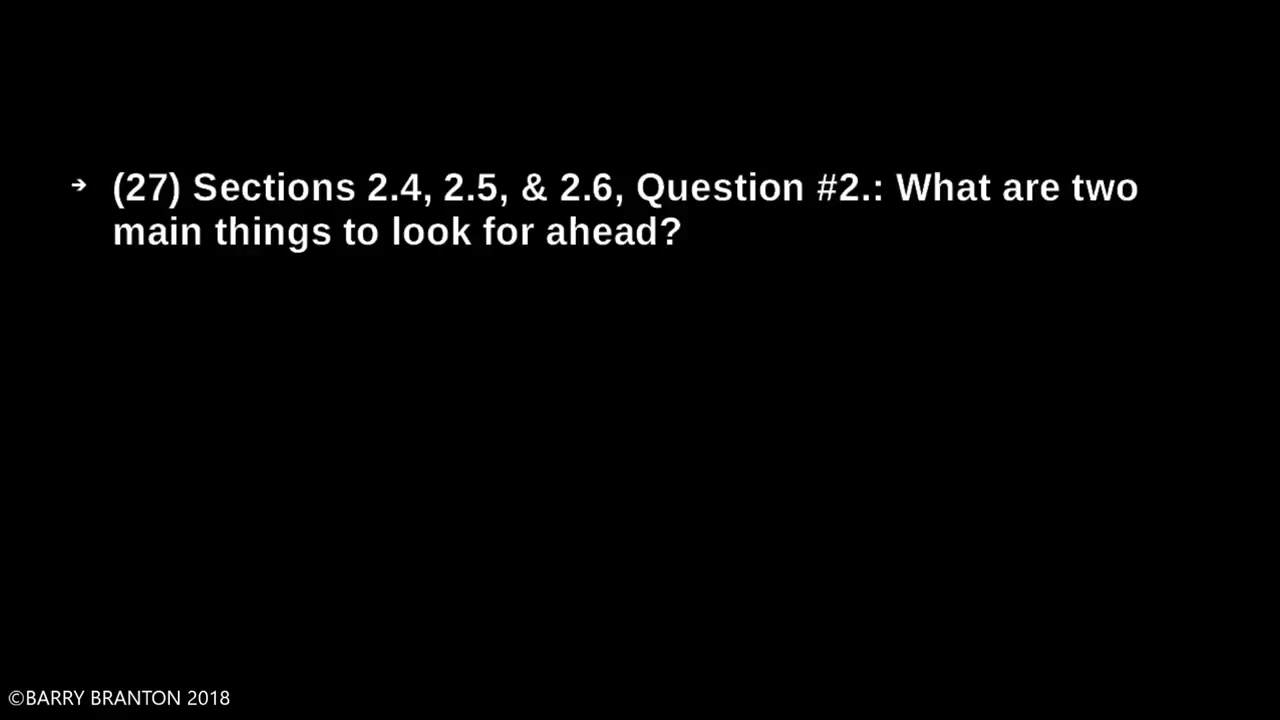 ➔ (27) Sections 2.4, 2.5, & 2.6, Question #2.: What are two
main things to look for ahead?
©BARRY BRANTON 2018